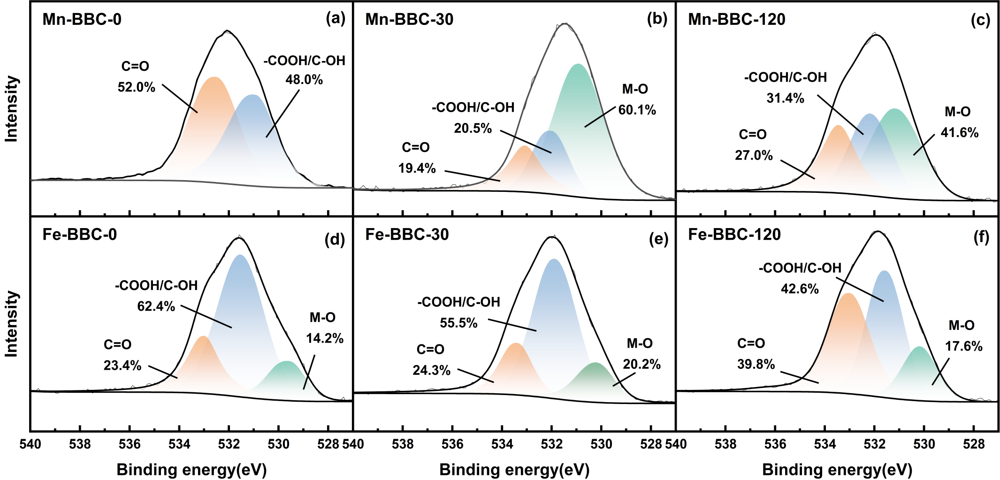 Mn-BBC-0
(a)
C=O
52.0%
-COOH/C-OH
48.0%
Intensity
Mn-BBC-30
(b)
M-O
60.1%
-COOH/C-OH
20.5%
C=O
19.4%
Mn-BBC-120
(c)
-COOH/C-OH
31.4%
M-O
41.6%
C=O
27.0%
Fe-BBC-0
(d)
-COOH/C-OH
62.4%
M-O
14.2%
C=O
23.4%
Intensity
Fe-BBC-30
(e)
-COOH/C-OH
55.5%
C=O
24.3%
M-O
20.2%
Fe-BBC-120
(f)
-COOH/C-OH
42.6%
M-O
17.6%
C=O
39.8%
540 538 536 534 532 530 528 540 538 536 534 532 530 528 540 538 536 534 532 530 528
Binding energy(eV) Binding energy(eV) Binding energy(eV)